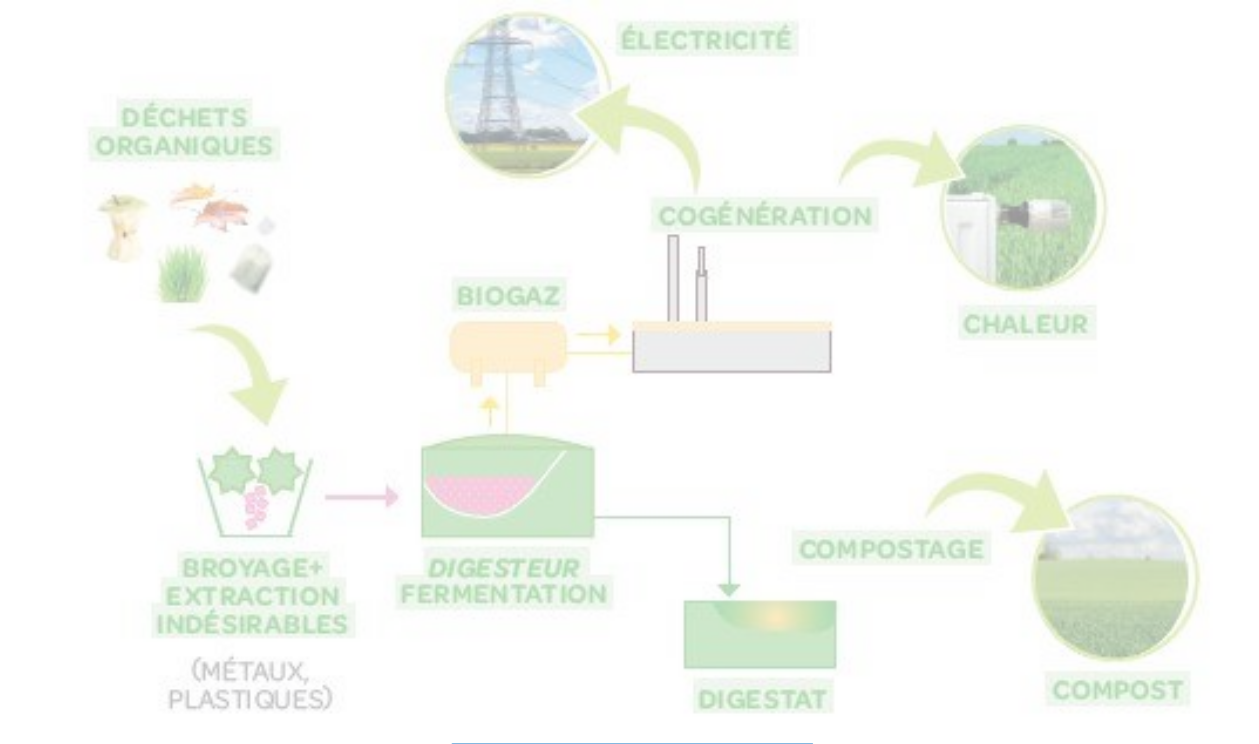 ÉLECTRICITÉ
DÉCHETS
ORGANIQUES
COGÉNÉRATION
BIOGAZ
CHALEUR
COMPOSTAGE
BROYAGE+
EXTRACTION
INDÉSIRABLES
(MÉTAUX,
PLASTIQUES)
DIGESTEUR
FERMENTATION
DIGESTAT
COMPOST